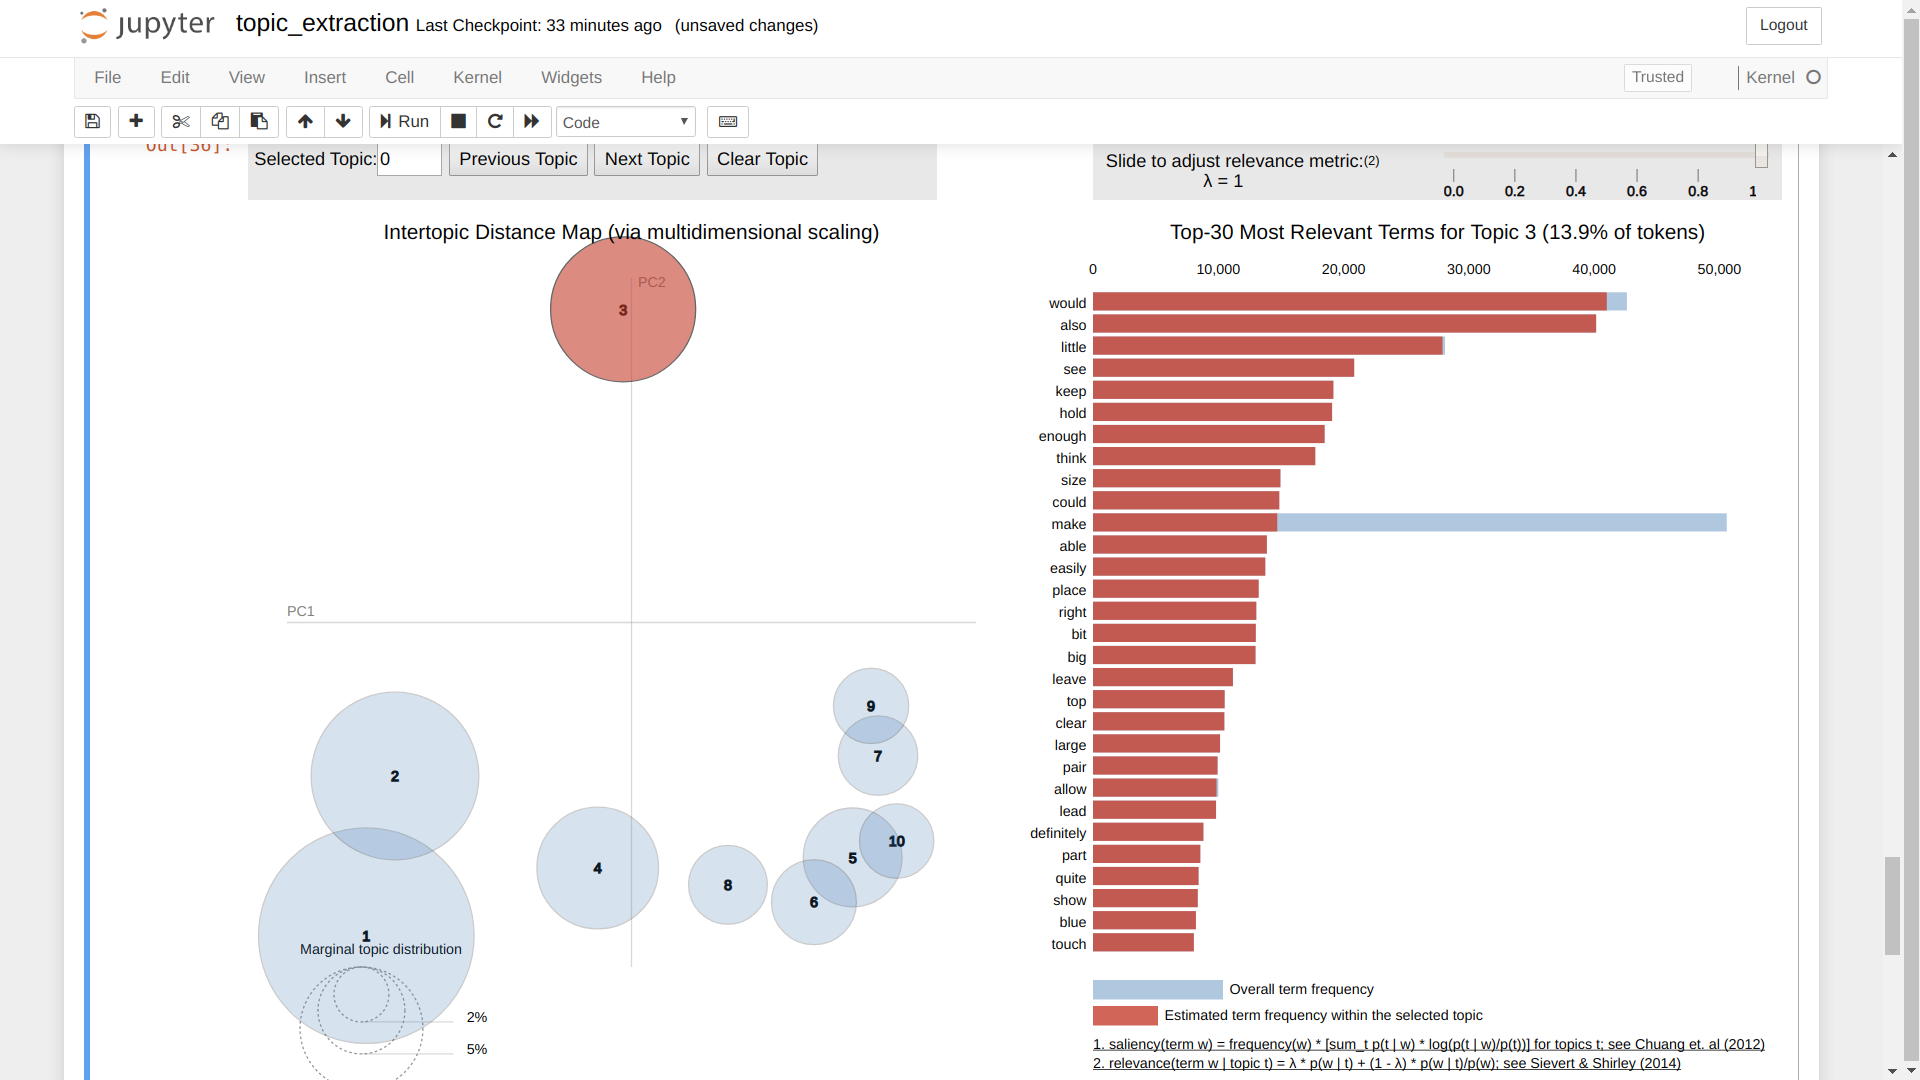 jupyter topic_extraction Last Checkpoint: 33 minutes ago (unsaved changes)
Logout
File Edit View Insert Cell Kernel Widgets Help
Trusted
Kernel
Run
Code
Out[36]:
Selected Topic: 0 Previous Topic Next Topic Clear Topic
Slide to adjust relevance metric:(2)
λ = 1
0.0 0.2 0.4 0.6 0.8 1
Intertopic Distance Map (via multidimensional scaling)
PC2
3
PC1
9
7
2
10
5
4
8
6
1
Marginal topic distribution
2%
5%
Top-30 Most Relevant Terms for Topic 3 (13.9% of tokens)
0 10,000 20,000 30,000 40,000 50,000
would
also
little
see
keep
hold
enough
think
size
could
make
able
easily
place
right
bit
big
leave
top
clear
large
pair
allow
lead
definitely
part
quite
show
blue
touch
Overall term frequency
Estimated term frequency within the selected topic
1. saliency(term w) = frequency(w) * [sum_t p(t | w) * log(p(t | w)/p(t))] for topics t; see Chuang et. al (2012)
2. relevance(term w | topic t) = λ * p(w | t) + (1 - λ) * p(w | t)/p(w); see Sievert & Shirley (2014)